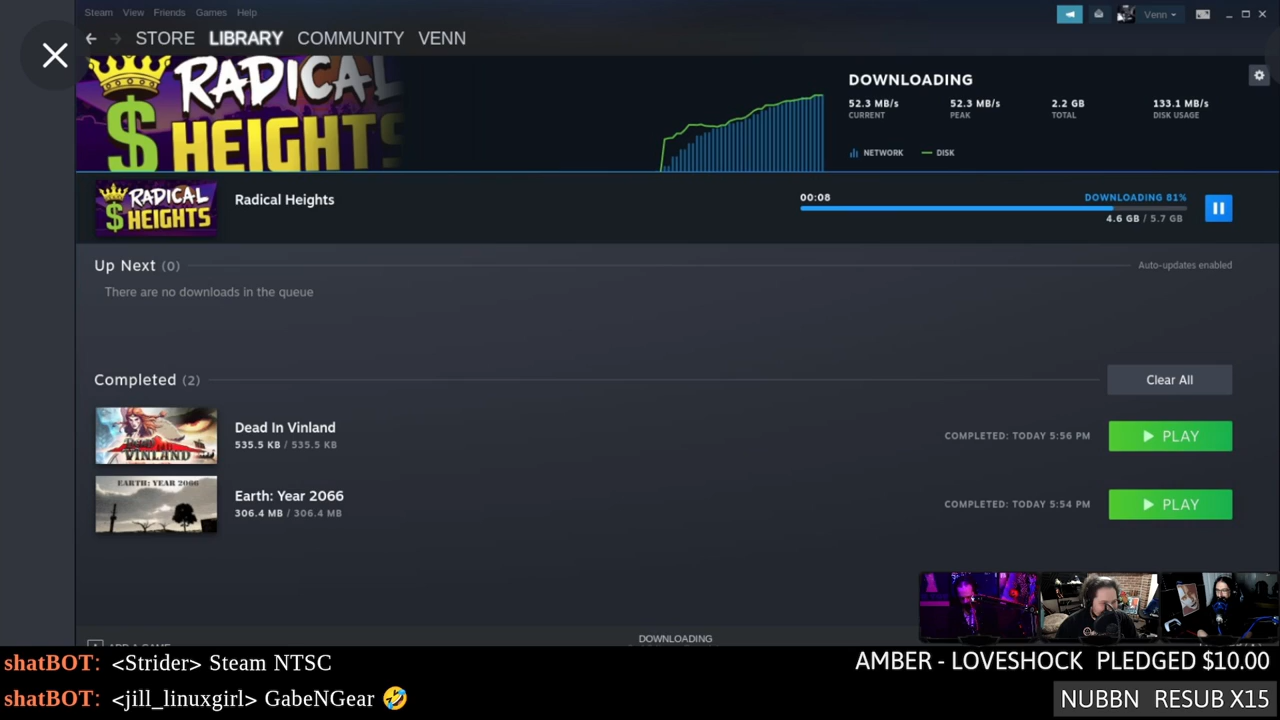 Steam View Friends Games Help
Venn
STORE LIBRARY COMMUNITY VENN
RADICAL
$ HEIGHTS
DOWNLOADING
52.3 MB/s 52.3 MB/s 2.2 GB 133.1 MB/s
CURRENT PEAK TOTAL DISK USAGE
NETWORK DISK
RADICAL
$ HEIGHTS
Radical Heights
00:08 DOWNLOADING 81%
4.6 GB / 5.7 GB
Up Next (0)
Auto-updates enabled
There are no downloads in the queue
Completed (2)
Clear All
DEAD IN
VINLAND
Dead In Vinland
535.5 KB / 535.5 KB
COMPLETED: TODAY 5:56 PM
PLAY
EARTH: YEAR 2066
Earth: Year 2066
306.4 MB / 306.4 MB
COMPLETED: TODAY 5:54 PM
PLAY
ADD A GAME
DOWNLOADING
shatBOT: <Strider> Steam NTSC
AMBER - LOVESHOCK PLEDGED $10.00
shatBOT: <jill_linuxgirl> GabeNGear 🤣
NUBBN RESUB X15